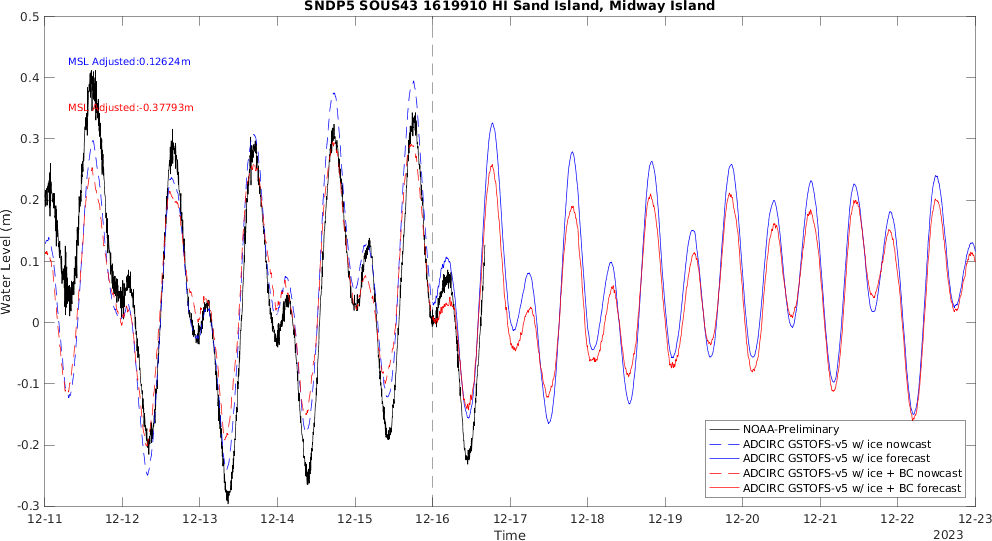 SNDP5 SOUS43 1619910 HI Sand Island, Midway Island
0.5
0.4
0.3
0.2
0.1
0
-0.1
-0.2
-0.3
Water Level (m)
MSL Adjusted:0.12624m
MSL Adjusted:-0.37793m
NOAA-Preliminary
ADCIRC GSTOFS-v5 w/ ice nowcast
ADCIRC GSTOFS-v5 w/ ice forecast
ADCIRC GSTOFS-v5 w/ ice + BC nowcast
ADCIRC GSTOFS-v5 w/ ice + BC forecast
12-11 12-12 12-13 12-14 12-15 12-16 12-17 12-18 12-19 12-20 12-21 12-22 12-23
Time
2023